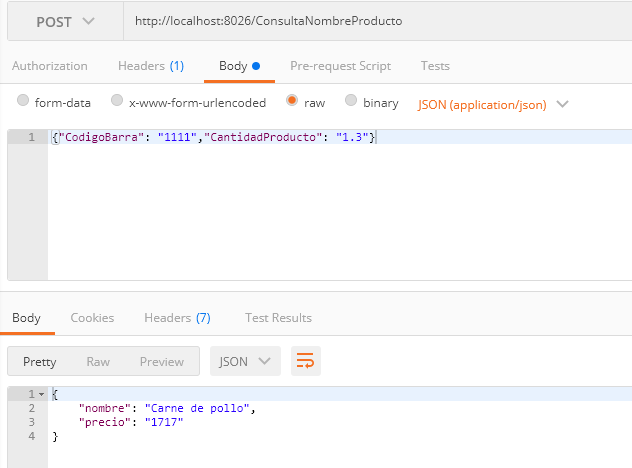 POST http://localhost:8026/ConsultaNombreProducto
Authorization Headers (1) Body Pre-request Script Tests
form-data x-www-form-urlencoded raw binary JSON (application/json)
1 {"CodigoBarra": "1111","CantidadProducto": "1.3"}
Body Cookies Headers (7) Test Results
Pretty Raw Preview JSON
1 {
2 "nombre": "Carne de pollo",
3 "precio": "1717"
4 }